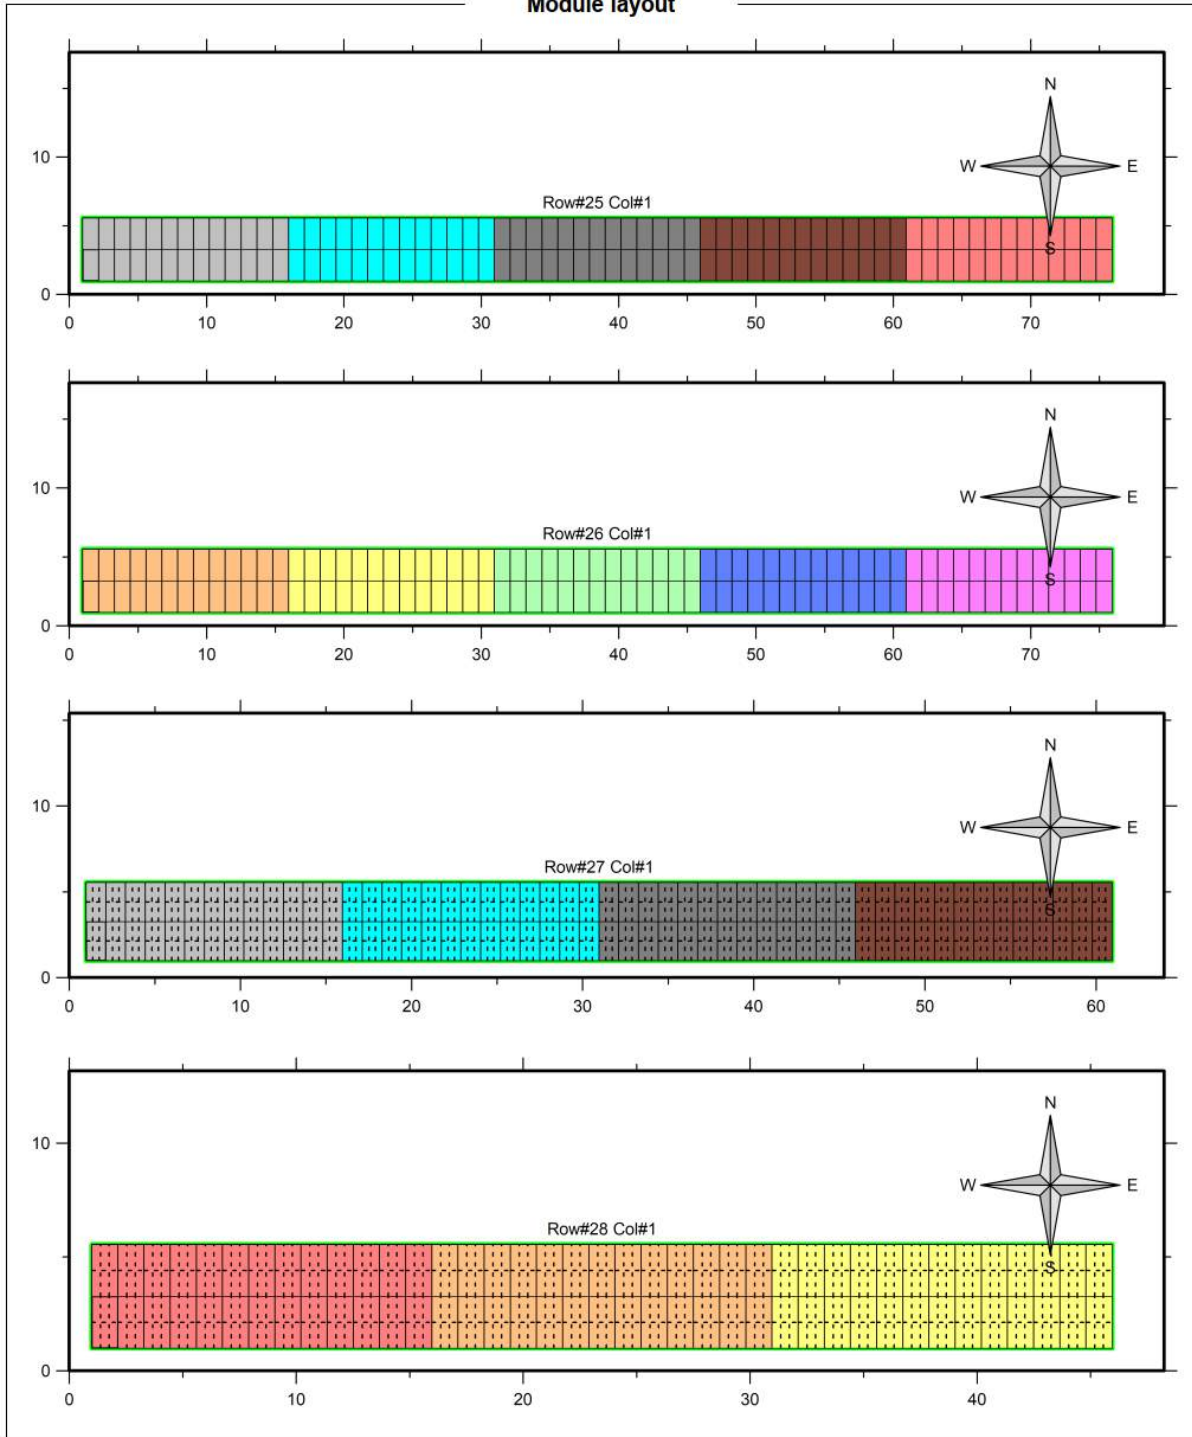 Module layout
N
10
W E
Row#25 Col#1
S
0
0 10 20 30 40 50 60 70
N
10
W E
Row#26 Col#1
S
0
0 10 20 30 40 50 60 70
N
10
W E
Row#27 Col#1
S
0
0 10 20 30 40 50 60
N
10
W E
Row#28 Col#1
S
0
0 10 20 30 40